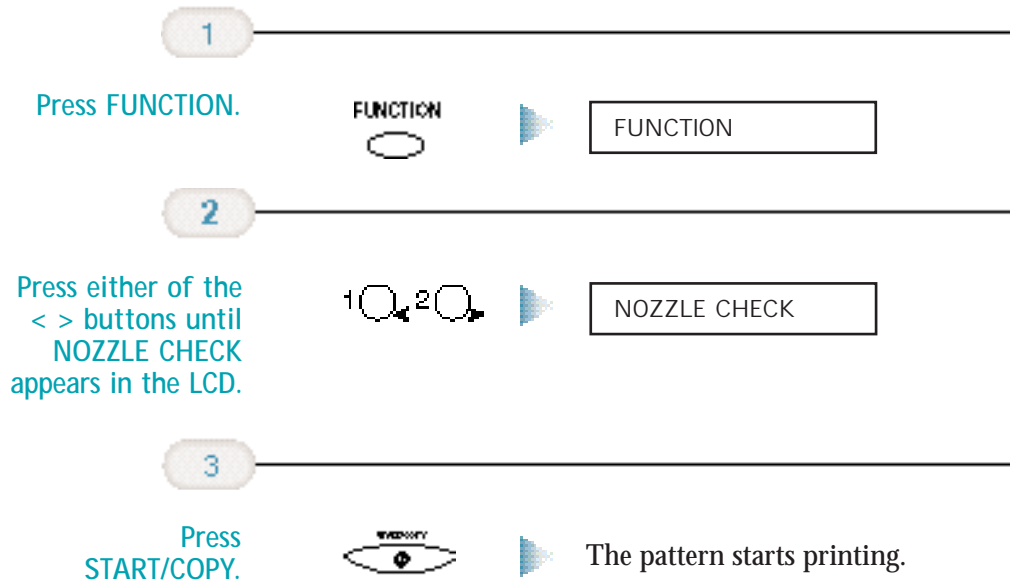 1
Press FUNCTION.
FUNCTION
FUNCTION
2
Press either of the
< > buttons until
NOZZLE CHECK
appears in the LCD.
1 2
NOZZLE CHECK
3
Press
START/COPY.
The pattern starts printing.